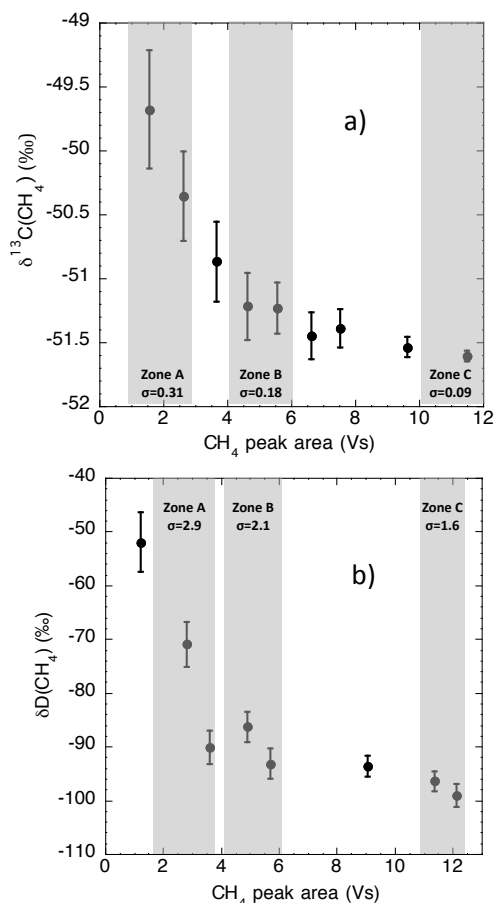 -49
-49.5
-50
-50.5
-51
-51.5
-52
δ¹³C(CH₄) (‰)
a)
Zone A
σ=0.31
Zone B
σ=0.18
Zone C
σ=0.09
0 2 4 6 8 10 12
CH₄ peak area (Vs)
-40
-50
-60
-70
-80
-90
-100
-110
δD(CH₄) (‰)
Zone A
σ=2.9
Zone B
σ=2.1
Zone C
σ=1.6
b)
0 2 4 6 8 10 12
CH₄ peak area (Vs)